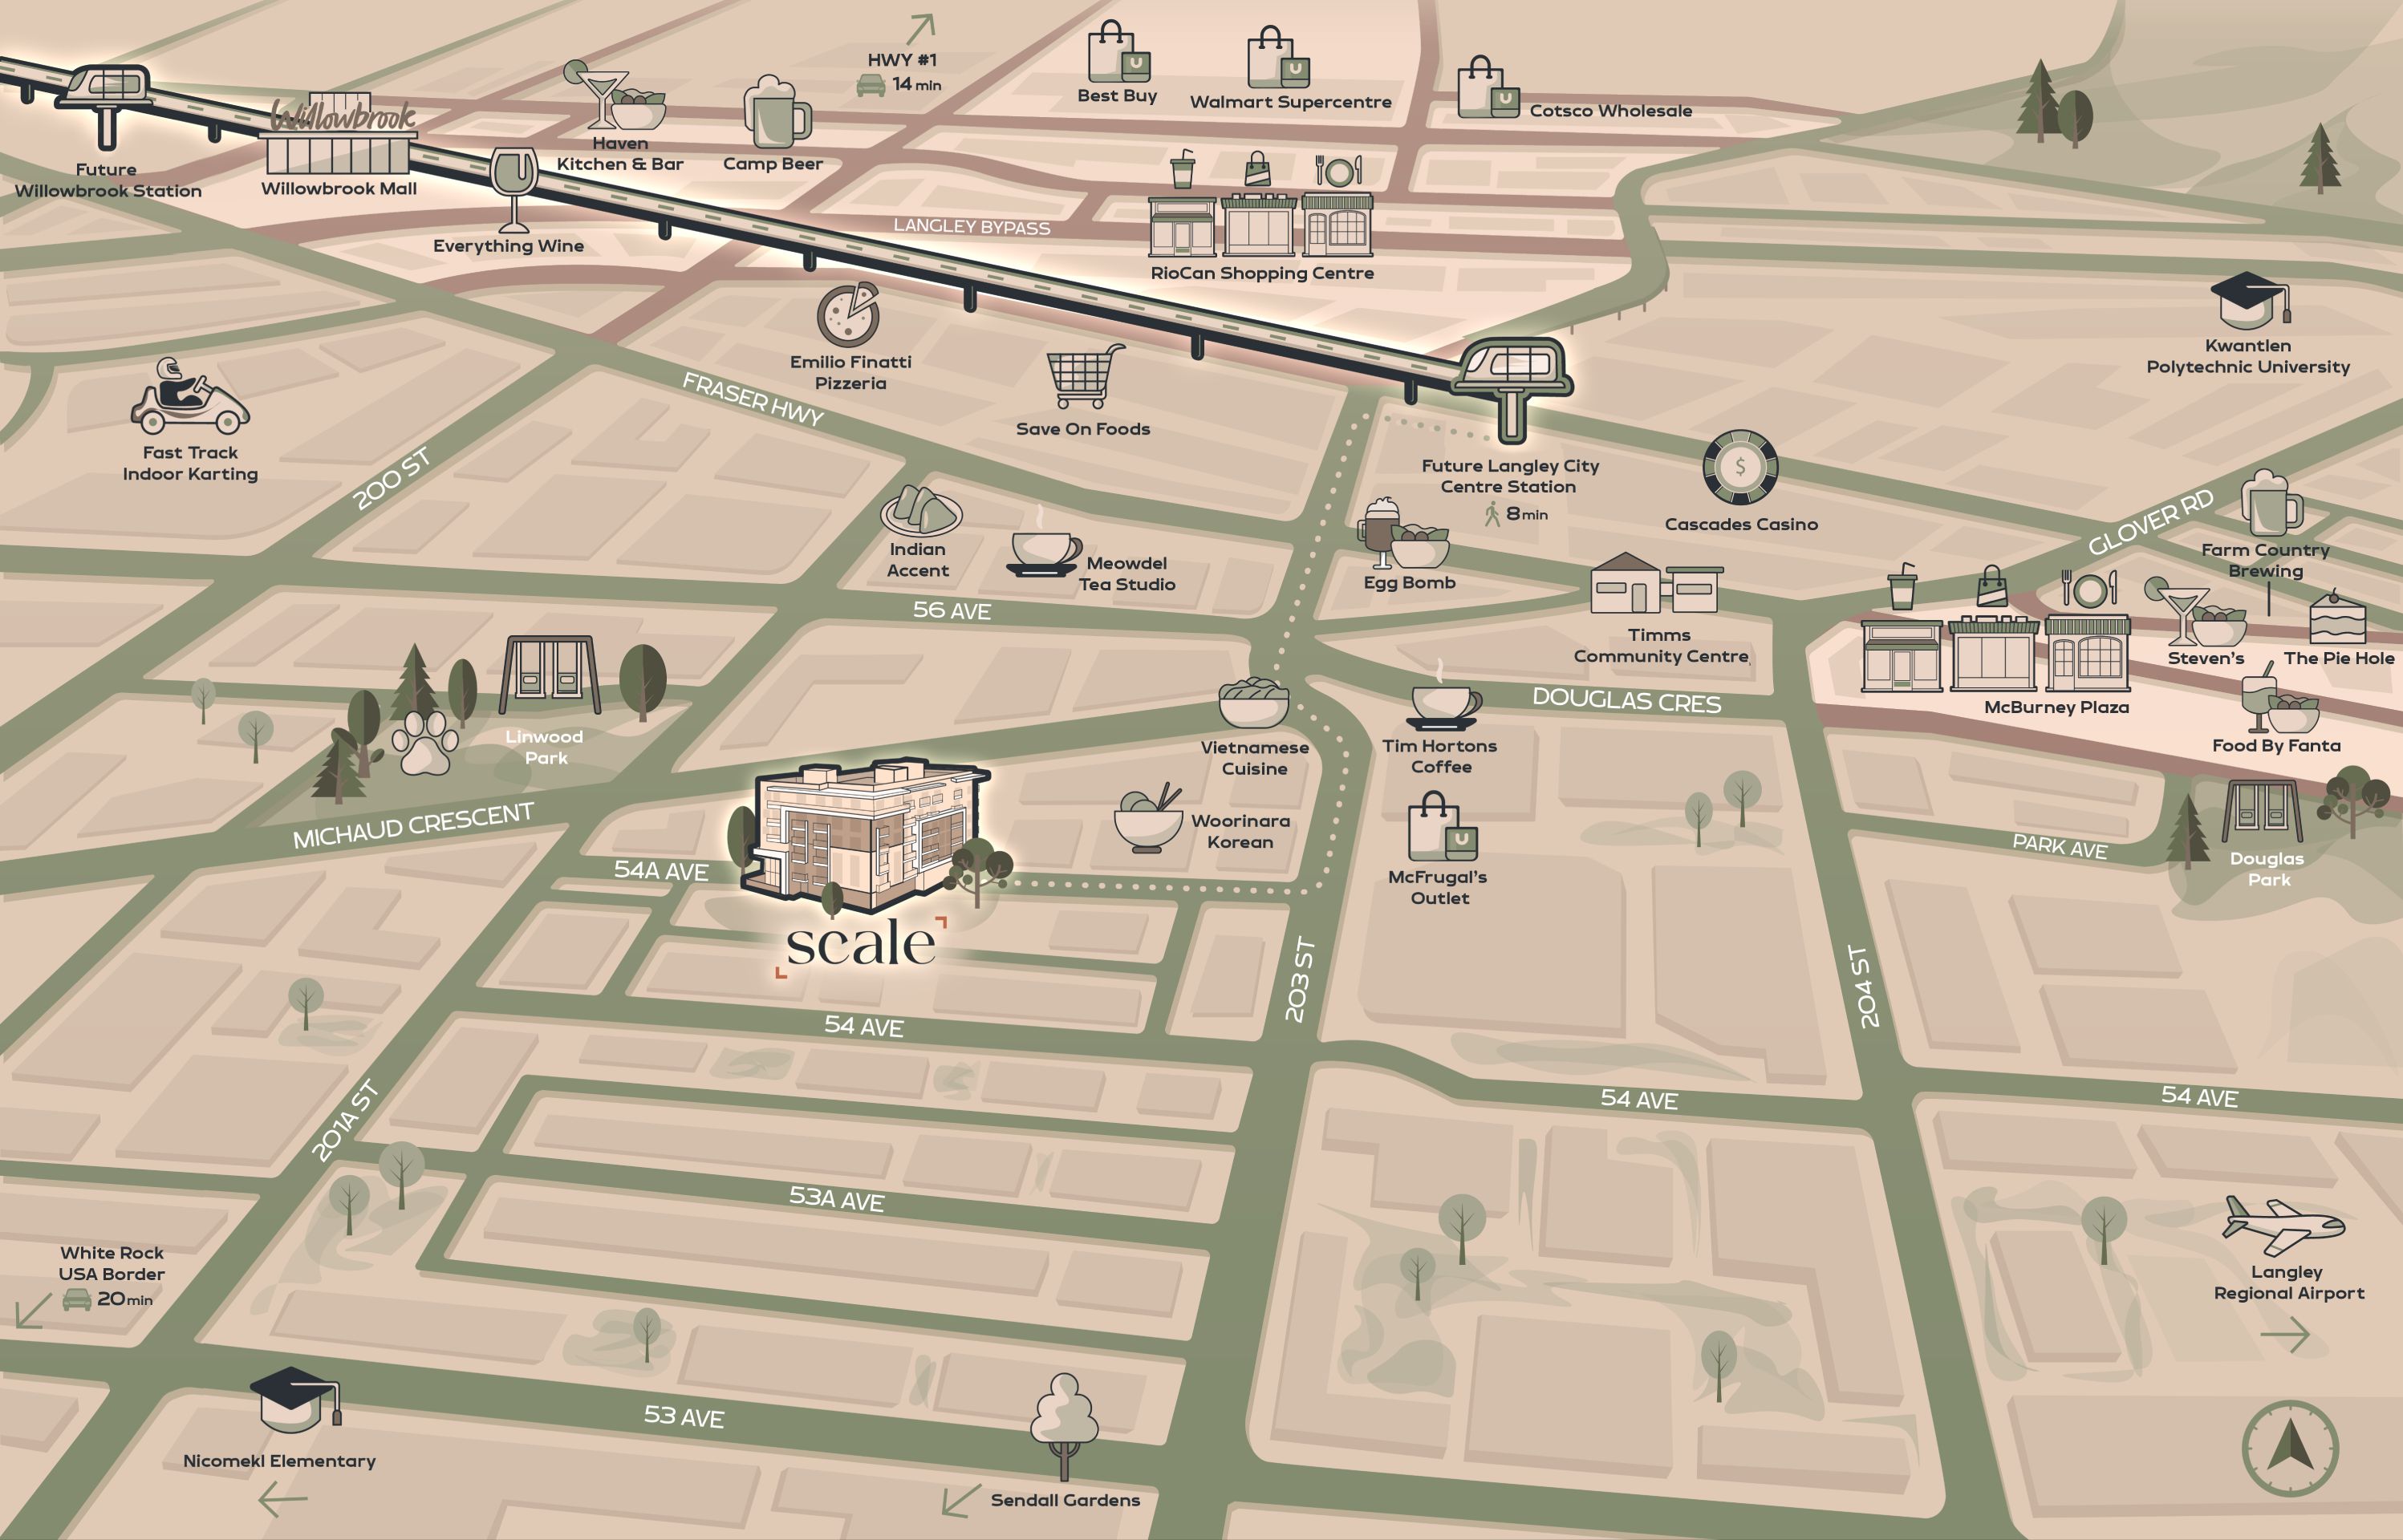 HWY #1
14 min
Best Buy
Walmart Supercentre
Cotsco Wholesale
Future
Willowbrook Station
Willowbrook
Willowbrook Mall
Haven
Kitchen & Bar
Camp Beer
Everything Wine
LANGLEY BYPASS
RioCan Shopping Centre
Emilio Finatti
Pizzeria
Save On Foods
Kwantlen
Polytechnic University
Fast Track
Indoor Karting
200 ST
FRASER HWY
Future Langley City
Centre Station
8 min
$
Cascades Casino
GLOVER RD
Farm Country
Brewing
Indian
Accent
Meowdel
Tea Studio
Egg Bomb
56 AVE
Timms
Community Centre
Steven's
The Pie Hole
McBurney Plaza
Food By Fanta
DOUGLAS CRES
Linwood
Park
Vietnamese
Cuisine
Tim Hortons
Coffee
MICHAUD CRESCENT
Woorinara
Korean
McFrugal's
Outlet
PARK AVE
Douglas
Park
54A AVE
scale
203 ST
204 ST
54 AVE
54 AVE
54 AVE
201A ST
53A AVE
White Rock
USA Border
20 min
Langley
Regional Airport
53 AVE
Nicomekl Elementary
Sendall Gardens